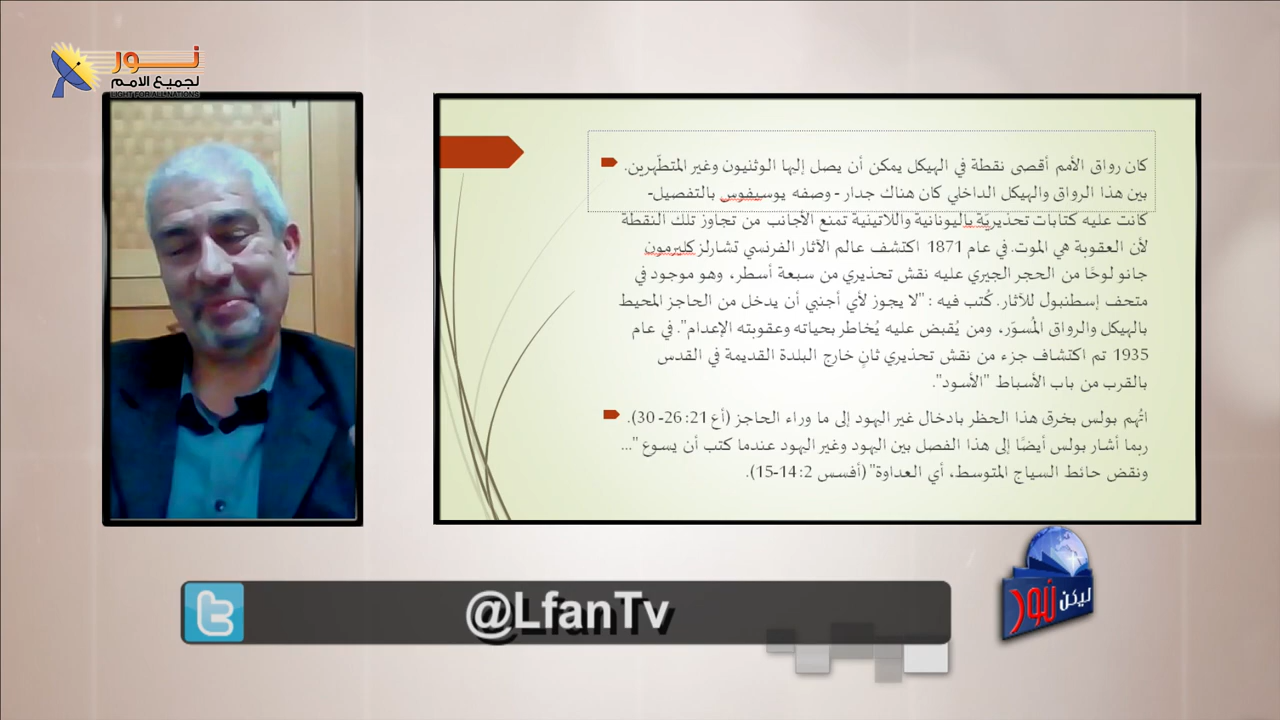 نور
لجميع الامم
LIGHT FOR ALL NATIONS
كان رواق الأمم أقصى نقطة في الهيكل يمكن أن يصل إليها الوثنيون وغير المتطهّرين.
بين هذا الرواق والهيكل الداخلي كان هناك جدار - وصفه يوسيفوس بالتفصيل-
كانت عليه كتابات تحذيريّة باليونانية واللاتينية تمنع الأجانب من تجاوز تلك النقطة
لأن العقوبة هي الموت. في عام 1871 اكتشف عالم الآثار الفرنسي تشارلز كليرمون
جانو لوحًا من الحجر الجيري عليه نقش تحذيري من سبعة أسطر، وهو موجود في
متحف إسطنبول للآثار. كُتب فيه : "لا يجوز لأي أجنبي أن يدخل من الحاجز المحيط
بالهيكل والرواق المُسوّر، ومن يُقبض عليه يُخاطر بحياته وعقوبته الإعدام". في عام
1935 تم اكتشاف جزء من نقش تحذيري ثانٍ خارج البلدة القديمة في القدس
بالقرب من باب الأسباط "الأسود".
اتُهم بولس بخرق هذا الحظر بادخال غير اليهود إلى ما وراء الحاجز (أع 21: 26- 30).
ربما أشار بولس أيضًا إلى هذا الفصل بين اليهود وغير اليهود عندما كتب أن يسوع "...
ونقض حائط السياج المتوسط، أي العداوة" (أفسس 2: 14-15).
@LfanTv
ليكن نور